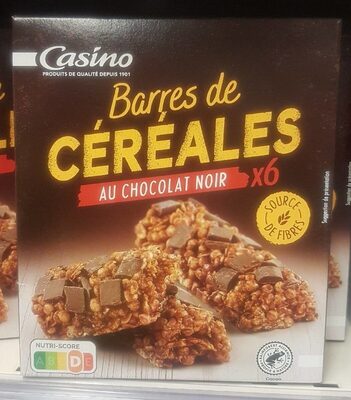 Casino
PRODUITS DE QUALITÉ DEPUIS 1901
Barres de
CÉRÉALES
AU CHOCOLAT NOIR x6
SOURCE
DE FIBRES
Suggestion de présentation
NUTRI-SCORE
A B C D E
Cacao